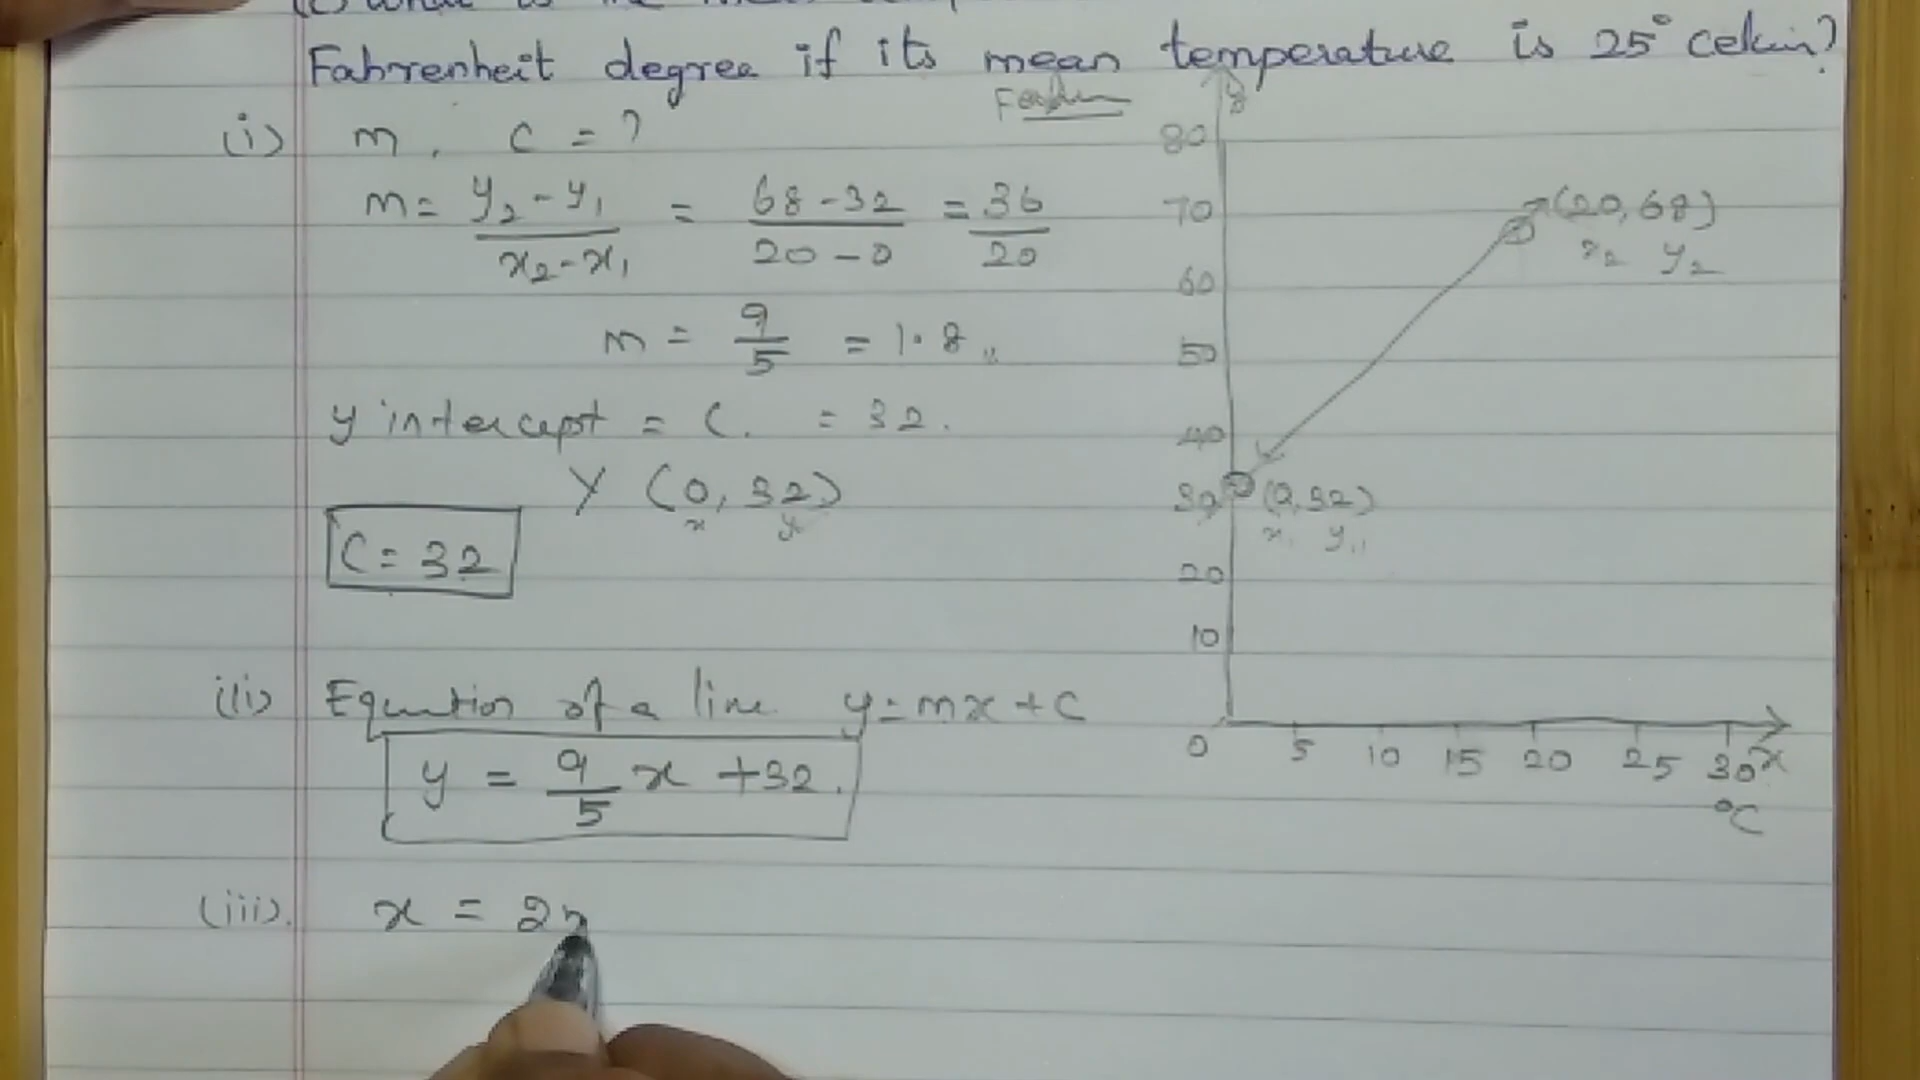 Fahrenheit degree if its mean temperature is 25° celcius?
(i) m, c = ?
m = y₂-y₁/x₂-x₁ = 68-32/20-0 = 36/20
m = 9/5 = 1.8
y intercept = C. = 32.
Y (0, 32)
x y
C = 32
(ii) Equation of a line y = mx + c
y = 9/5 x + 32.
(iii). x = 2
y
80
70 (20, 68)
x₂ y₂
60
50
40
30 (0, 32)
x₁ y₁
20
10
0 5 10 15 20 25 30 x
°C